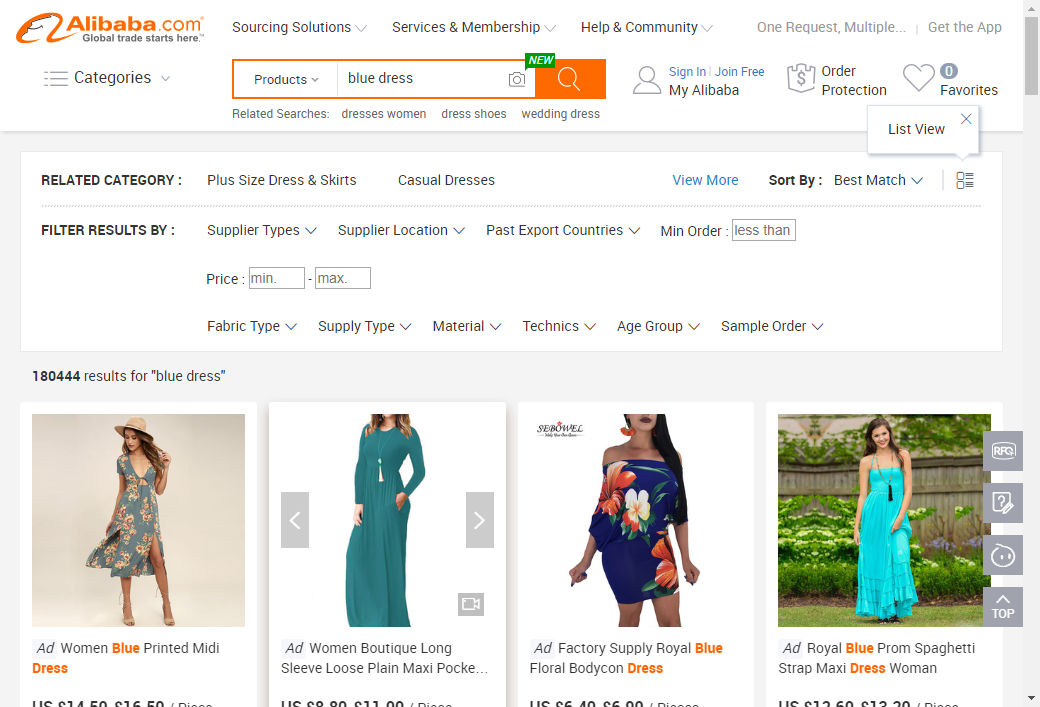 Alibaba.com
Global trade starts here.™
Sourcing Solutions
Services & Membership
Help & Community
One Request, Multiple...
Get the App
Categories
Products
blue dress
NEW
Sign In | Join Free
My Alibaba
Order
Protection
0
Favorites
Related Searches: dresses women dress shoes wedding dress
List View
RELATED CATEGORY : Plus Size Dress & Shirts Casual Dresses View More Sort By : Best Match
FILTER RESULTS BY : Supplier Types Supplier Location Past Export Countries Min Order : less than
Price : min. - max.
Fabric Type Supply Type Material Technics Age Group Sample Order
180444 results for "blue dress"
SEBOWEL
RFQ
TOP
Ad Women Blue Printed Midi
Dress
Ad Women Boutique Long
Sleeve Loose Plain Maxi Pocke...
Ad Factory Supply Royal Blue
Floral Bodycon Dress
Ad Royal Blue Prom Spaghetti
Strap Maxi Dress Woman